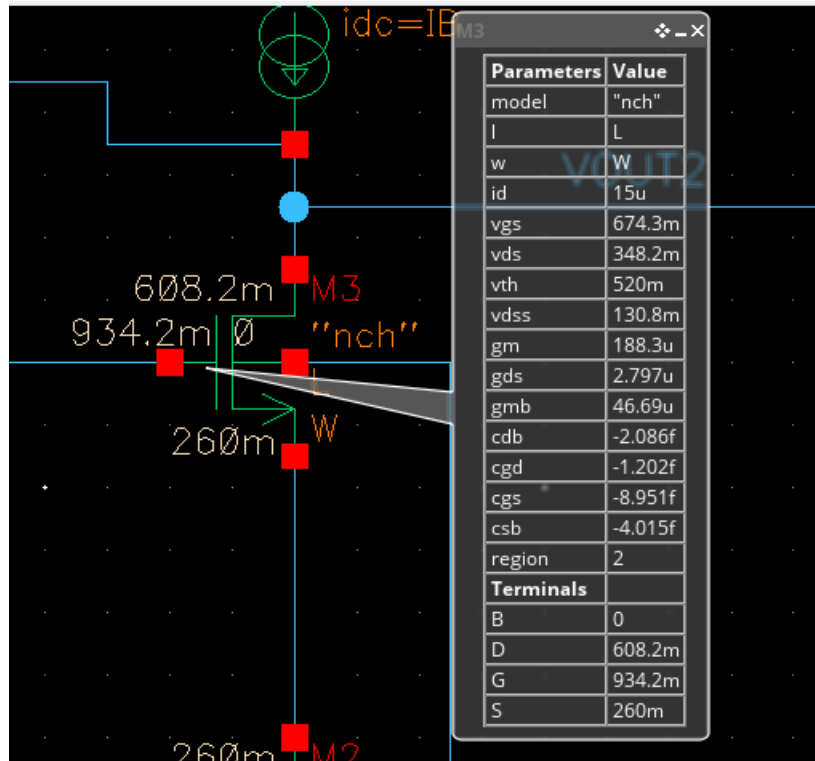 idc=IB
M3
Parameters Value
model "nch"
l L
w W
id 15u
vgs 674.3m
vds 348.2m
vth 520m
vdss 130.8m
gm 188.3u
gds 2.797u
gmb 46.69u
cdb -2.086f
cgd -1.202f
cgs -8.951f
csb -4.015f
region 2
Terminals
B 0
D 608.2m
G 934.2m
S 260m
VOUT2
608.2m M3
934.2m 0 "nch"
L
W
260m
260m M2